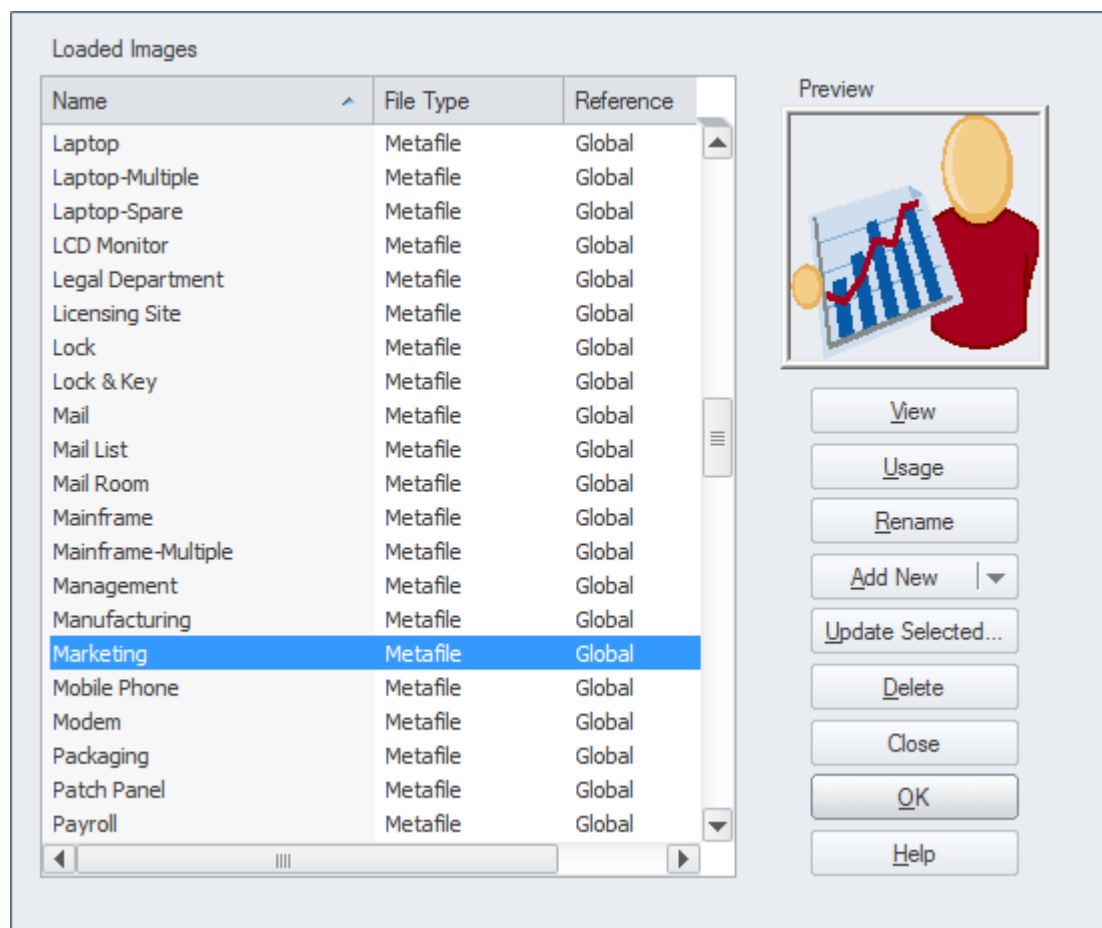 Loaded Images
Name File Type Reference
Laptop Metafile Global
Laptop-Multiple Metafile Global
Laptop-Spare Metafile Global
LCD Monitor Metafile Global
Legal Department Metafile Global
Licensing Site Metafile Global
Lock Metafile Global
Lock & Key Metafile Global
Mail Metafile Global
Mail List Metafile Global
Mail Room Metafile Global
Mainframe Metafile Global
Mainframe-Multiple Metafile Global
Management Metafile Global
Manufacturing Metafile Global
Marketing Metafile Global
Mobile Phone Metafile Global
Modem Metafile Global
Packaging Metafile Global
Patch Panel Metafile Global
Payroll Metafile Global
Preview
View
Usage
Rename
Add New
Update Selected...
Delete
Close
OK
Help